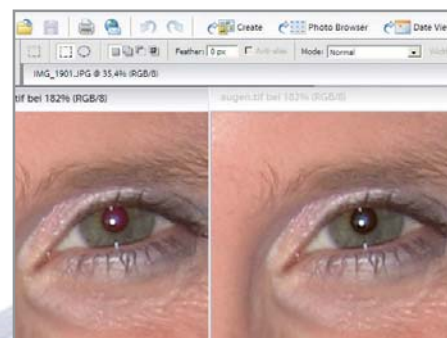 Create Photo Browser Date Vie
Feather: 0 px Anti-alias Mode: Normal
IMG_1901.JPG @ 35,4% (RGB/8)
tif bei 182% (RGB/8) augen.tif bei 182% (RGB/8)